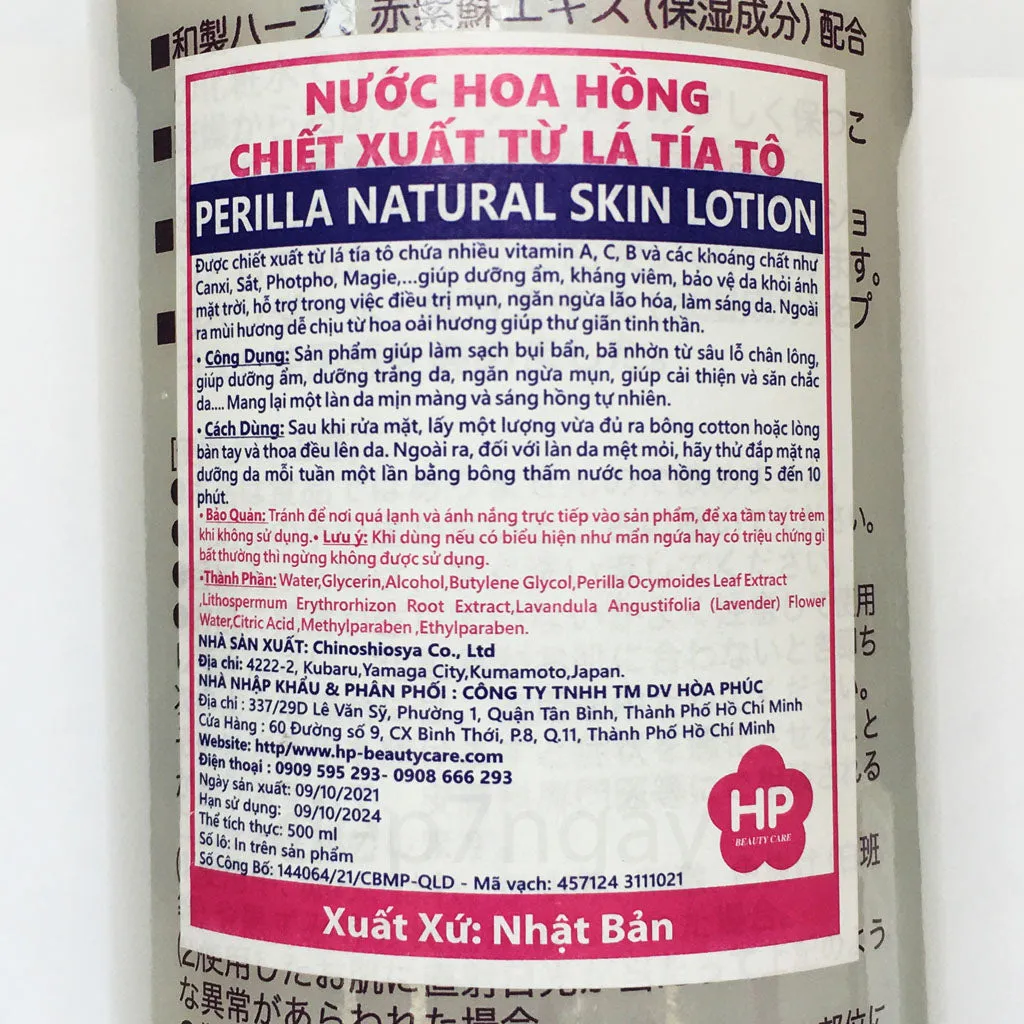 ■和製ハーブ、赤紫蘇エキス(保湿成分)配合
NƯỚC HOA HỒNG
CHIẾT XUẤT TỪ LÁ TÍA TÔ
PERILLA NATURAL SKIN LOTION
Được chiết xuất từ lá tía tô chứa nhiều vitamin A, C, B và các khoáng chất như
Canxi, Sắt, Photpho, Magie,...giúp dưỡng ẩm, kháng viêm, bảo vệ da khỏi ánh
mặt trời, hỗ trợ trong việc điều trị mụn, ngăn ngừa lão hóa, làm sáng da. Ngoài
ra mùi hương dễ chịu từ hoa oải hương giúp thư giãn tinh thần.
• Công Dụng: Sản phẩm giúp làm sạch bụi bẩn, bã nhờn từ sâu lỗ chân lông,
giúp dưỡng ẩm, dưỡng trắng da, ngăn ngừa mụn, giúp cải thiện và săn chắc
da.... Mang lại một làn da mịn màng và sáng hồng tự nhiên.
• Cách Dùng: Sau khi rửa mặt, lấy một lượng vừa đủ ra bông cotton hoặc lòng
bàn tay và thoa đều lên da. Ngoài ra, đối với làn da mệt mỏi, hãy thử đắp mặt nạ
dưỡng da mỗi tuần một lần bằng bông thấm nước hoa hồng trong 5 đến 10
phút.
• Bảo Quản: Tránh để nơi quá lạnh và ánh nắng trực tiếp vào sản phẩm, để xa tầm tay trẻ em
khi không sử dụng.• Lưu ý: Khi dùng nếu có biểu hiện như mẩn ngứa hay có triệu chứng gì
bất thường thì ngừng không được sử dụng.
•Thành Phần: Water,Glycerin,Alcohol,Butylene Glycol,Perilla Ocymoides Leaf Extract
,Lithospermum Erythrorhizon Root Extract,Lavandula Angustifolia (Lavender) Flower
Water,Citric Acid ,Methylparaben ,Ethylparaben.
NHÀ SẢN XUẤT: Chinoshiosya Co., Ltd
Địa chỉ: 4222-2, Kubaru,Yamaga City,Kumamoto,Japan.
NHÀ NHẬP KHẨU & PHÂN PHỐI : CÔNG TY TNHH TM DV HÒA PHÚC
Địa chỉ : 337/29D Lê Văn Sỹ, Phường 1, Quận Tân Bình, Thành Phố Hồ Chí Minh
Cửa Hàng : 60 Đường số 9, CX Bình Thới, P.8, Q.11, Thành Phố Hồ Chí Minh
Website: http/www.hp-beautycare.com
Điện thoại : 0909 595 293- 0908 666 293
Ngày sản xuất: 09/10/2021
Hạn sử dụng: 09/10/2024
Thể tích thực: 500 ml
Số lô: In trên sản phẩm
Số Công Bố: 144064/21/CBMP-QLD - Mã vạch: 457124 3111021
HP
BEAUTY CARE
Xuất Xứ: Nhật Bản
な異常があらわれた場合